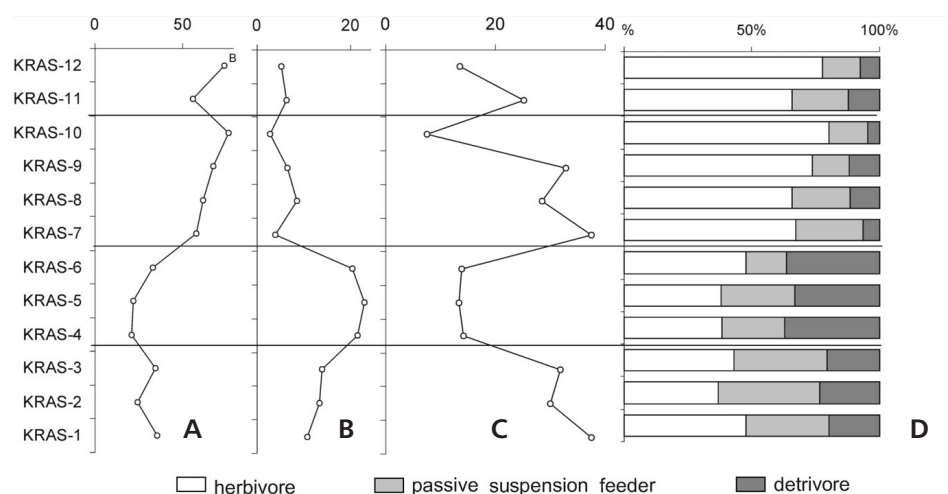 0 50 0 20 0 20 40 % 50% 100%
B
KRAS-12
KRAS-11
KRAS-10
KRAS-9
KRAS-8
KRAS-7
KRAS-6
KRAS-5
KRAS-4
KRAS-3
KRAS-2
KRAS-1
A B C D
herbivore passive suspension feeder detrivore